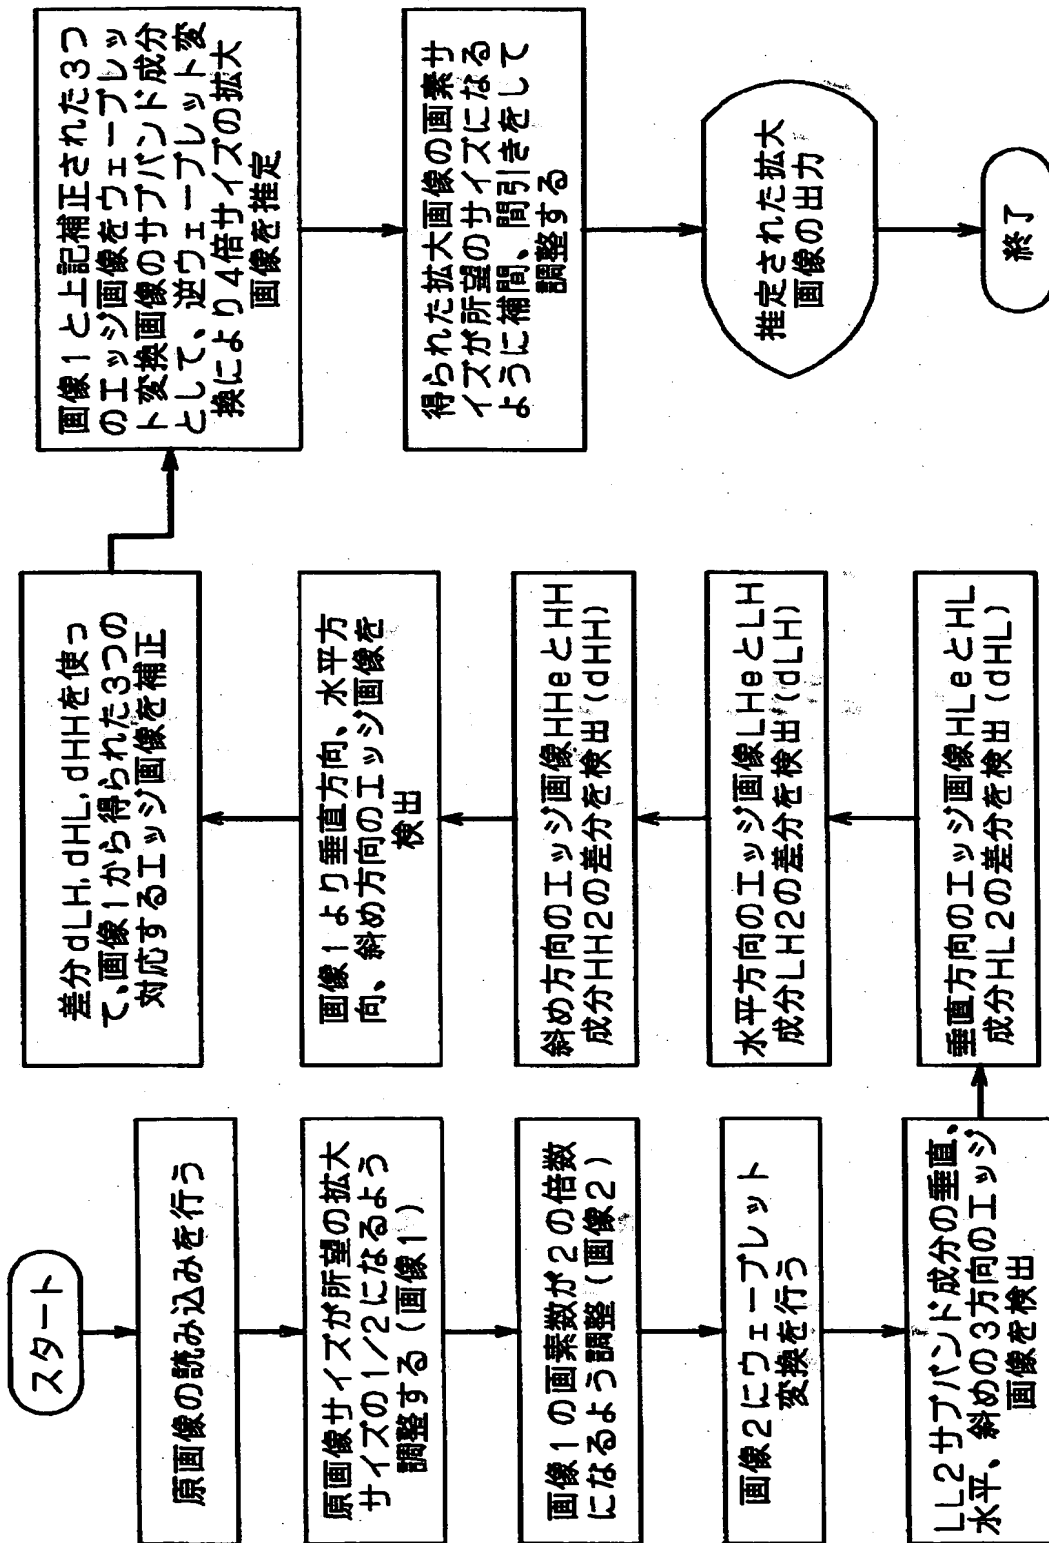 スタート
原画像の読み込みを行う
原画像サイズが所望の拡大
サイズの1/2になるよう
調整する(画像1)
画像1の画素数が2の倍数
になるよう調整(画像2)
画像2にウェーブレット
変換を行う
LL2サブバンド成分の垂直、
水平、斜めの3方向のエッジ
画像を検出
垂直方向のエッジ画像HLeとHL
成分HL2の差分を検出(dHL)
水平方向のエッジ画像LHeとLH
成分LH2の差分を検出(dLH)
斜め方向のエッジ画像HHeとHH
成分HH2の差分を検出(dHH)
画像1より垂直方向、水平方
向、斜め方向のエッジ画像を
検出
差分dLH,dHL,dHHを使っ
て、画像1から得られた3つの
対応するエッジ画像を補正
画像1と上記補正された3つ
のエッジ画像をウェーブレッ
ト変換画像のサブバンド成分
として、逆ウェーブレット変
換により4倍サイズの拡大
画像を推定
得られた拡大画像の画素サ
イズが所望のサイズになる
ように補間、間引きをして
調整する
推定された拡大
画像の出力
終了